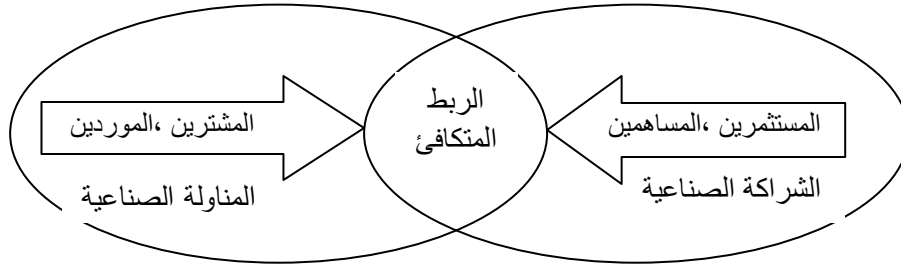 الربط
المتكافئ
المستثمرين ،المساهمين
المشترين ،الموردين
الشراكة الصناعية
المناولة الصناعية